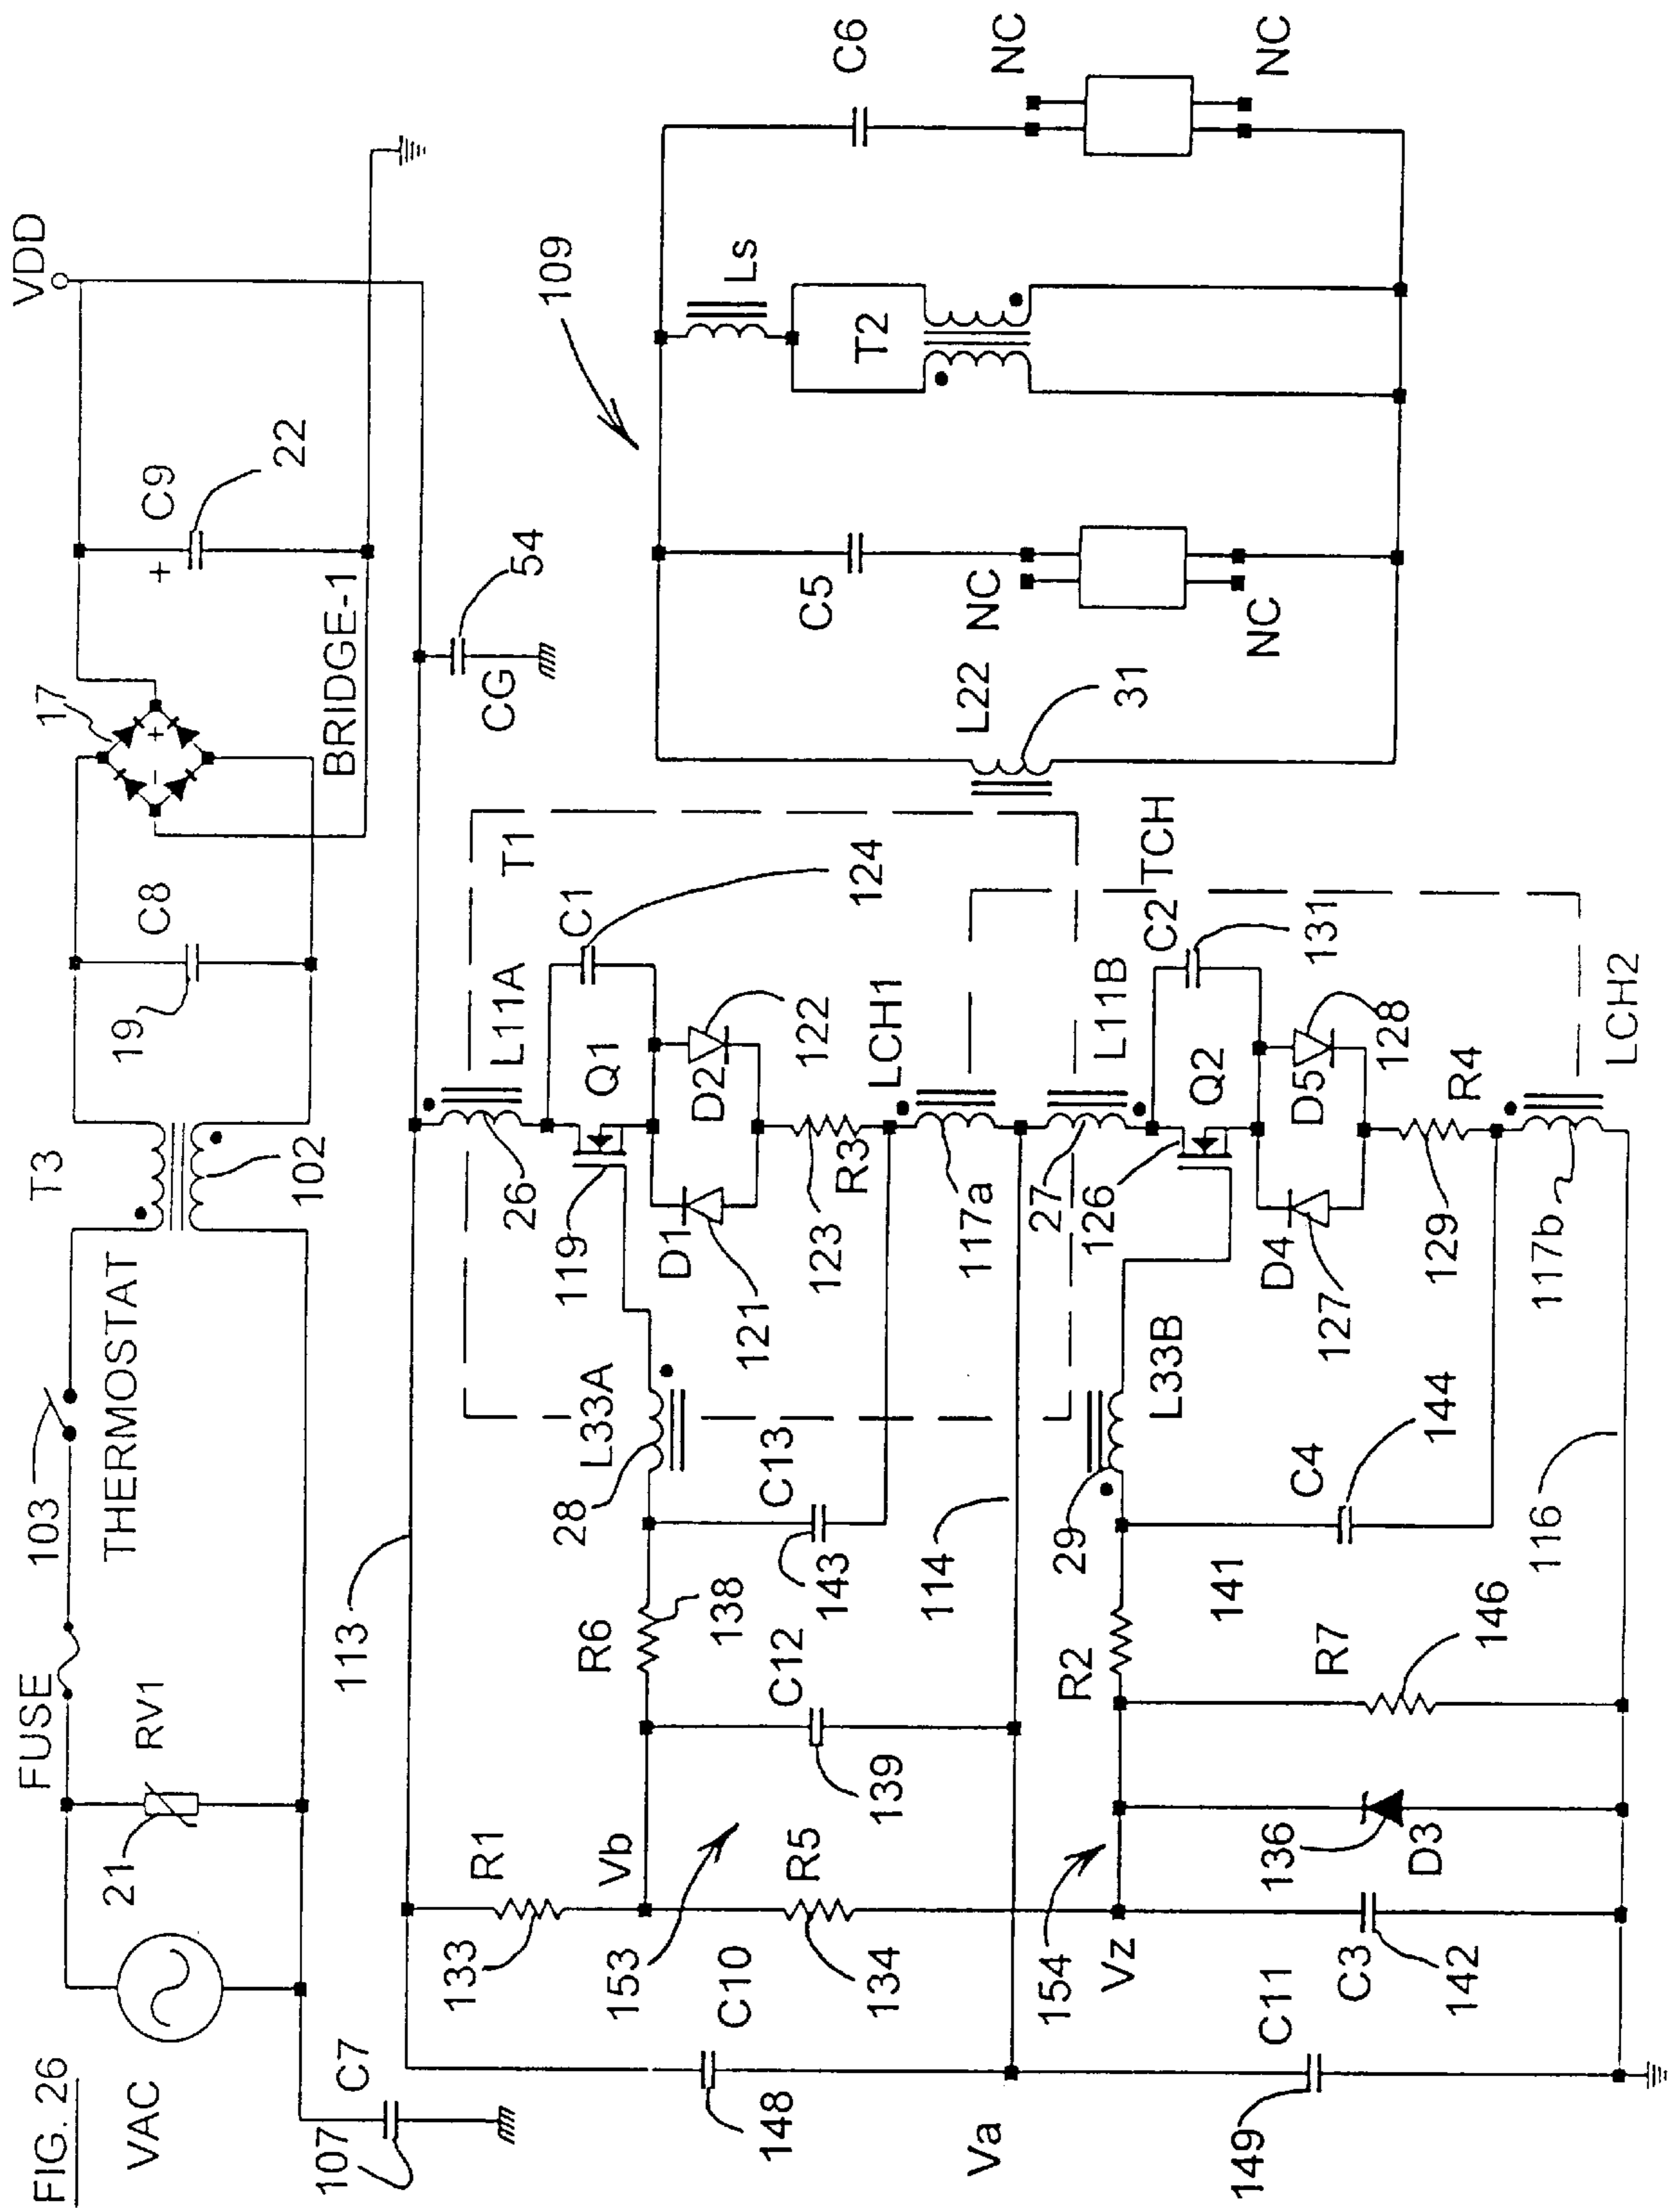 FIG. 26
VAC
FUSE
103
THERMOSTAT
T3
102
21
RV1
19
C8
17
BRIDGE-1
C9
+
22
VDD
107
C7
113
CG
54
109
133
R1
Vb
153
R5
134
C10
148
R6
138
C12
139
C13
143
28
L33A
26
L11A
T1
119
Q1
C1
124
D1
121
D2
122
123
R3
LCH1
117a
114
Va
149
C11
154
Vz
C3
142
136
D3
R2
R7
146
141
C4
144
29
L33B
27
L11B
126
Q2
TCH
C2
131
D4
127
D5
128
129
R4
117b
LCH2
116
L22
31
C5
NC
NC
T2
Ls
C6
NC
NC
+
-